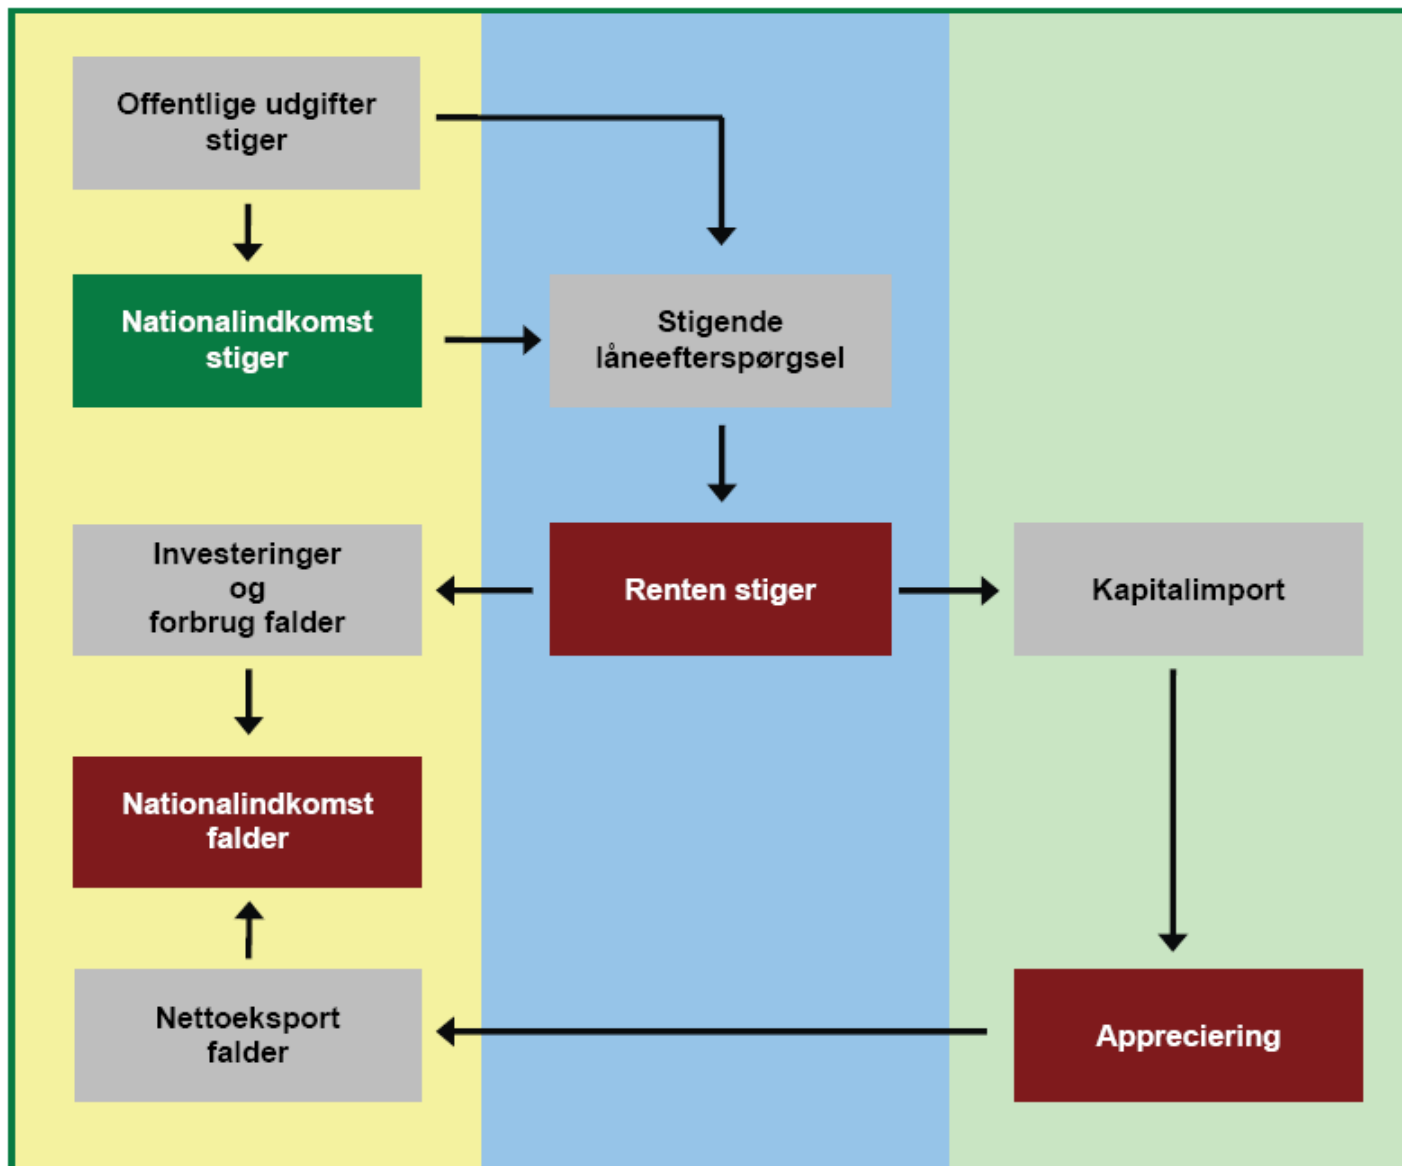 Offentlige udgifter
stiger
Nationalindkomst
stiger
Stigende
låneefterspørgsel
Investeringer
og
forbrug falder
Renten stiger
Kapitalimport
Nationalindkomst
falder
Nettoeksport
falder
Appreciering